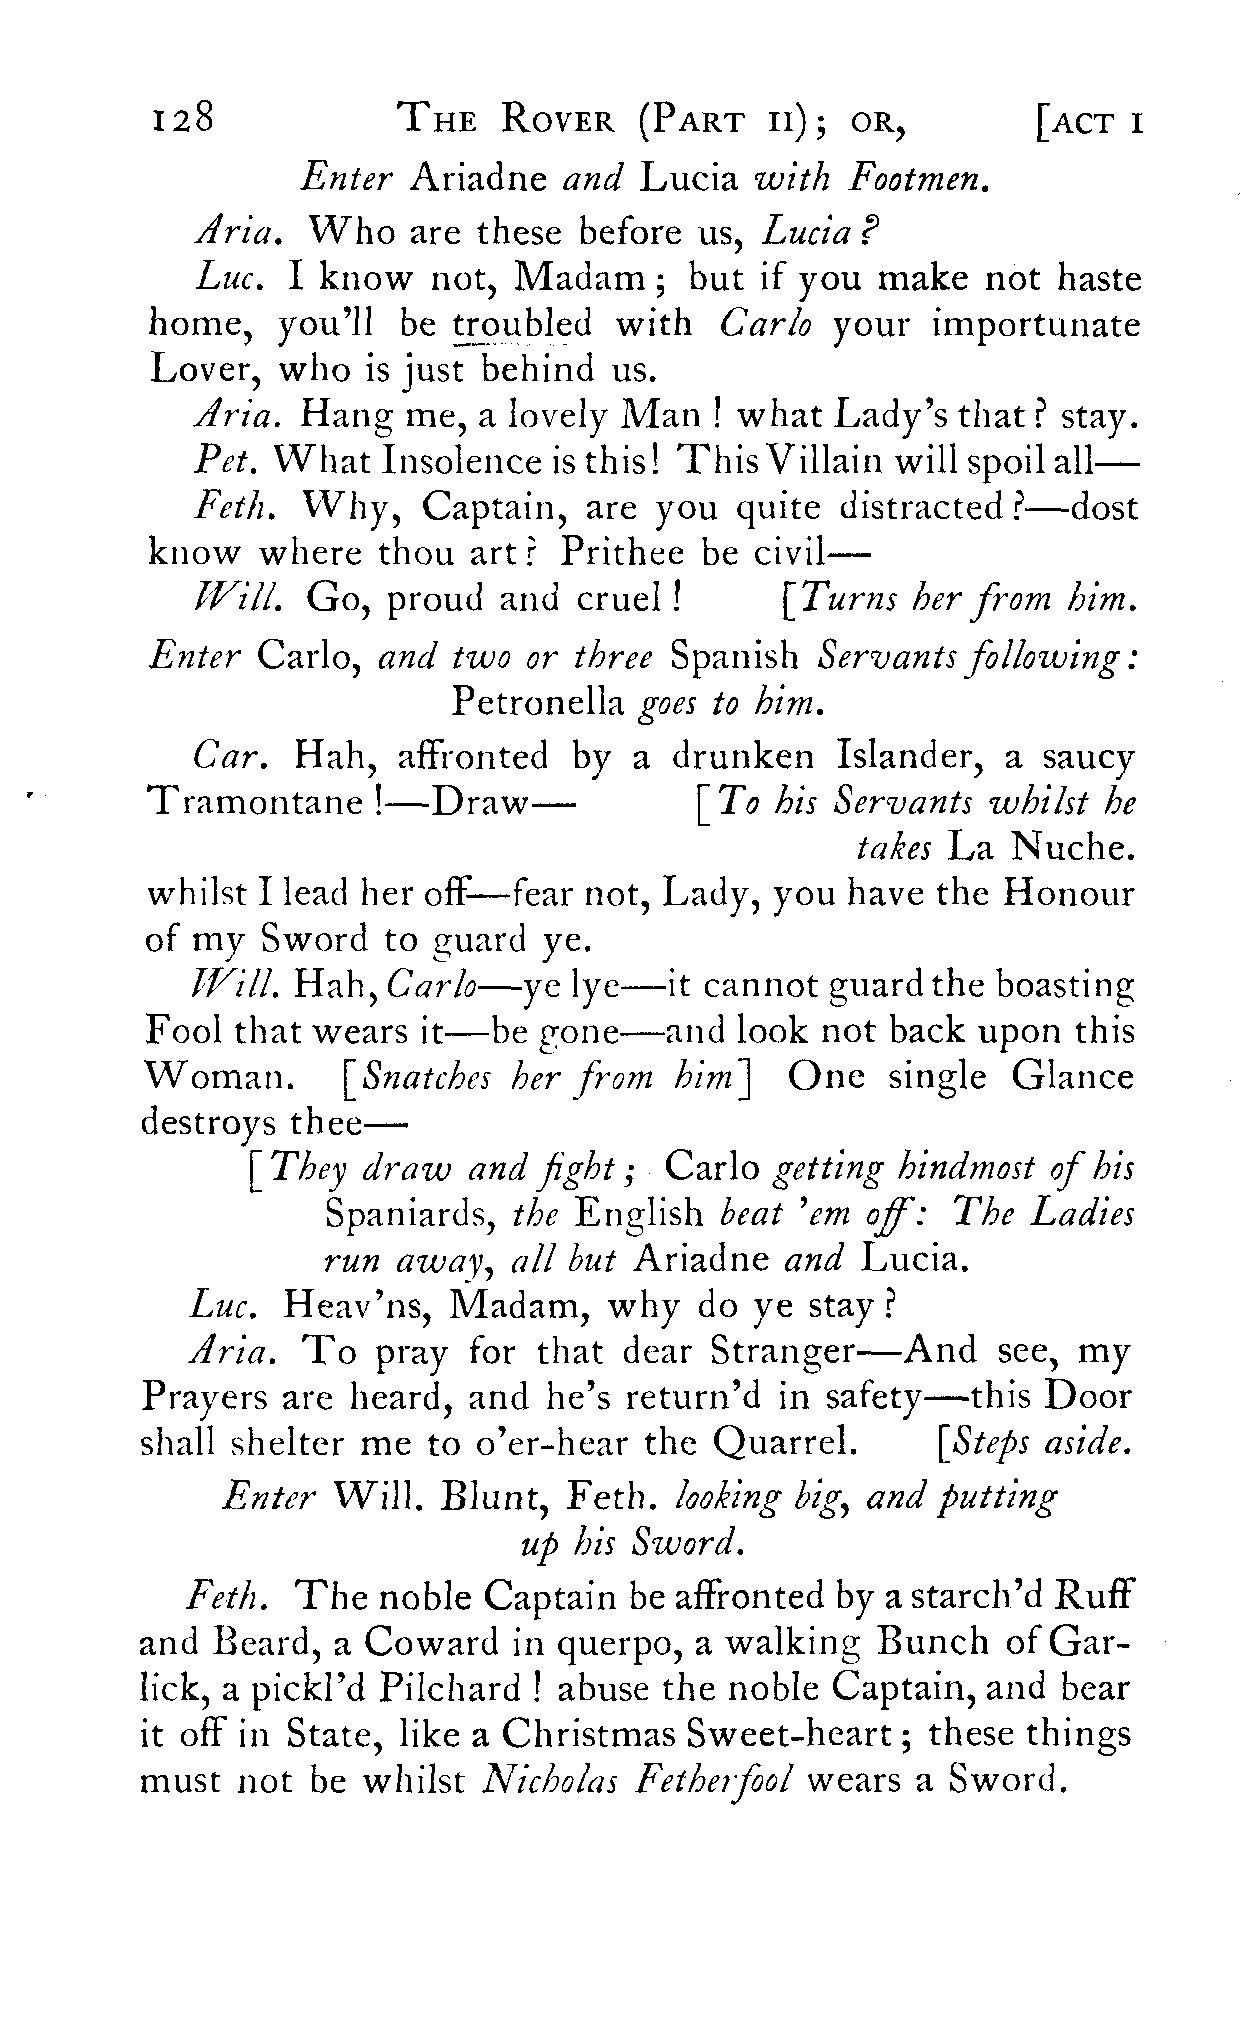 128 The Rover (Part II); or, [act I
Enter Ariadne and Lucia with Footmen.
Aria. Who are these before us, Lucia?
Luc. I know not, Madam; but if you make not haste
home, you'll be troubled with Carlo your importunate
Lover, who is just behind us.
Aria. Hang me, a lovely Man! what Lady's that? stay.
Pet. What Insolence is this! This Villain will spoil all—
Feth. Why, Captain, are you quite distracted?—dost
know where thou art? Prithee be civil—
Will. Go, proud and cruel! [Turns her from him.
Enter Carlo, and two or three Spanish Servants following:
Petronella goes to him.
Car. Hah, affronted by a drunken Islander, a saucy
Tramontane!—Draw— [To his Servants whilst he
takes La Nuche.
whilst I lead her off—fear not, Lady, you have the Honour
of my Sword to guard ye.
Will. Hah, Carlo—ye lye—it cannot guard the boasting
Fool that wears it—be gone—and look not back upon this
Woman. [Snatches her from him] One single Glance
destroys thee—
[They draw and fight; Carlo getting hindmost of his
Spaniards, the English beat 'em off: The Ladies
run away, all but Ariadne and Lucia.
Luc. Heav'ns, Madam, why do ye stay?
Aria. To pray for that dear Stranger—And see, my
Prayers are heard, and he's return'd in safety—this Door
shall shelter me to o'er-hear the Quarrel. [Steps aside.
Enter Will. Blunt, Feth. looking big, and putting
up his Sword.
Feth. The noble Captain be affronted by a starch'd Ruff
and Beard, a Coward in querpo, a walking Bunch of Gar-
lick, a pickl'd Pilchard! abuse the noble Captain, and bear
it off in State, like a Christmas Sweet-heart; these things
must not be whilst Nicholas Fetherfool wears a Sword.